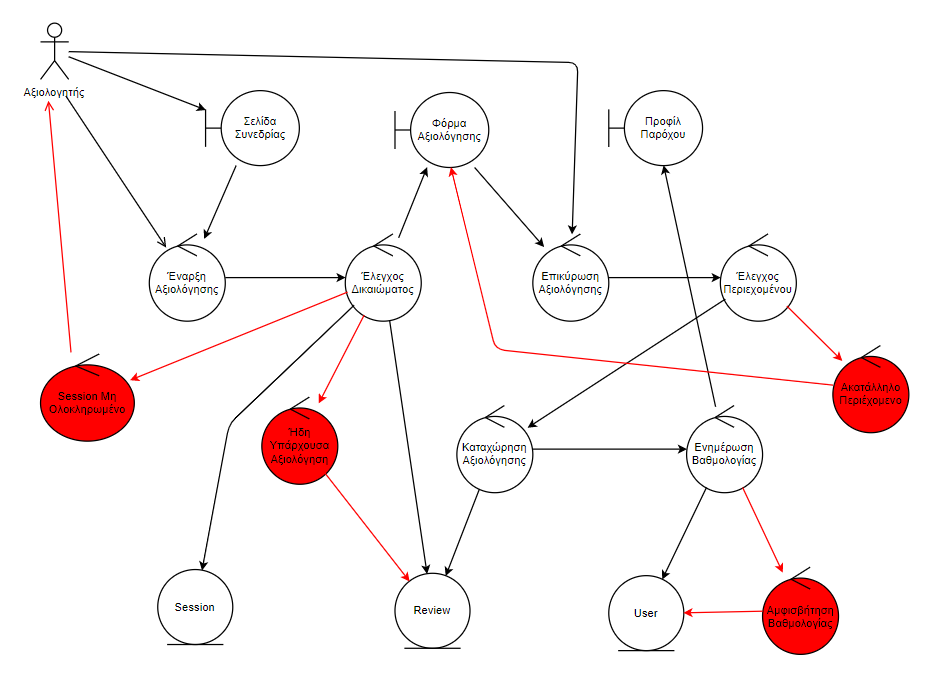 Αξιολογητής
Σελίδα
Συνεδρίας
Φόρμα
Αξιολόγησης
Προφίλ
Παρόχου
Έναρξη
Αξιολόγησης
Έλεγχος
Δικαιώματος
Επικύρωση
Αξιολόγησης
Έλεγχος
Περιεχομένου
Session Μη
Ολοκληρωμένο
Ήδη
Υπάρχουσα
Αξιολόγηση
Καταχώρηση
Αξιολόγησης
Ενημέρωση
Βαθμολογίας
Ακατάλληλο
Περιέχομενο
Session
Review
User
Αμφισβήτηση
Βαθμολογίας